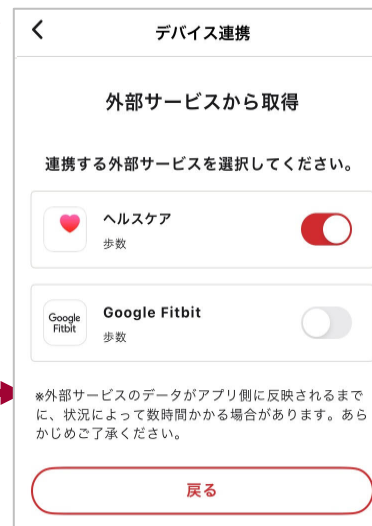 デバイス連携
外部サービスから取得
連携する外部サービスを選択してください。
ヘルスケア
歩数
Google
Fitbit
Google Fitbit
歩数
*外部サービスのデータがアプリ側に反映されるまで
に、状況によって数時間かかる場合があります。あら
かじめご了承ください。
戻る